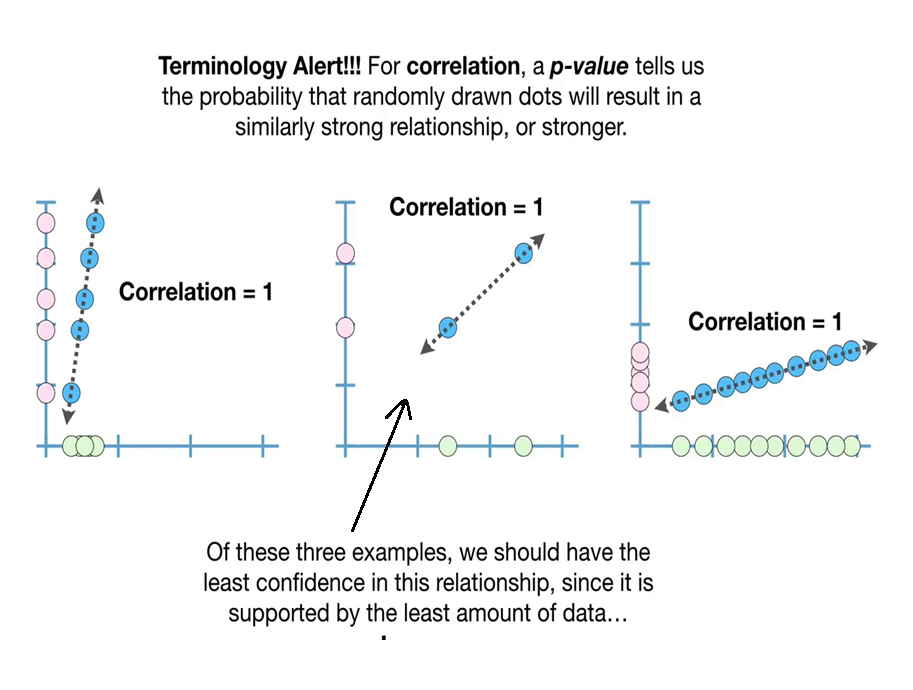 Terminology Alert!!! For correlation, a p-value tells us
the probability that randomly drawn dots will result in a
similarly strong relationship, or stronger.
Correlation = 1
Correlation = 1
Correlation = 1
Of these three examples, we should have the
least confidence in this relationship, since it is
supported by the least amount of data...